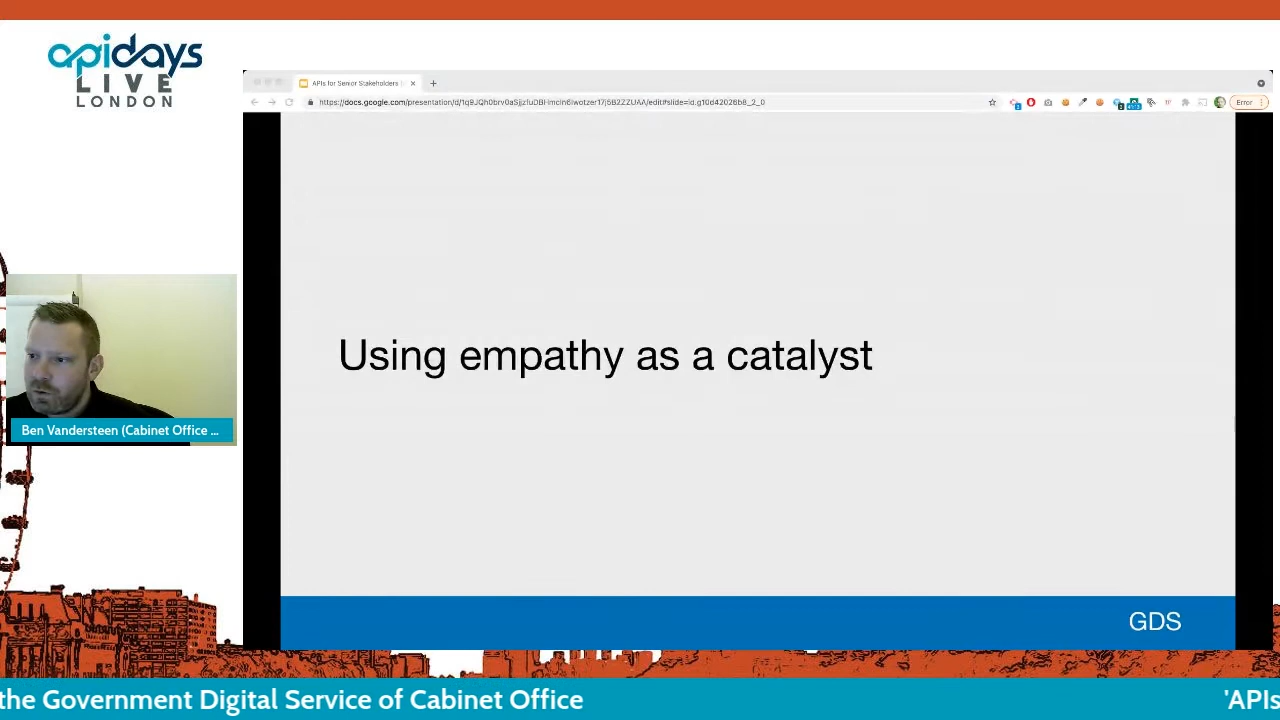 apidays
LIVE
LONDON
APIs for Senior Stakeholders
Error
Using empathy as a catalyst
Ben Vandersteen (Cabinet Office ...
GDS
the Government Digital Service of Cabinet Office
'APIs